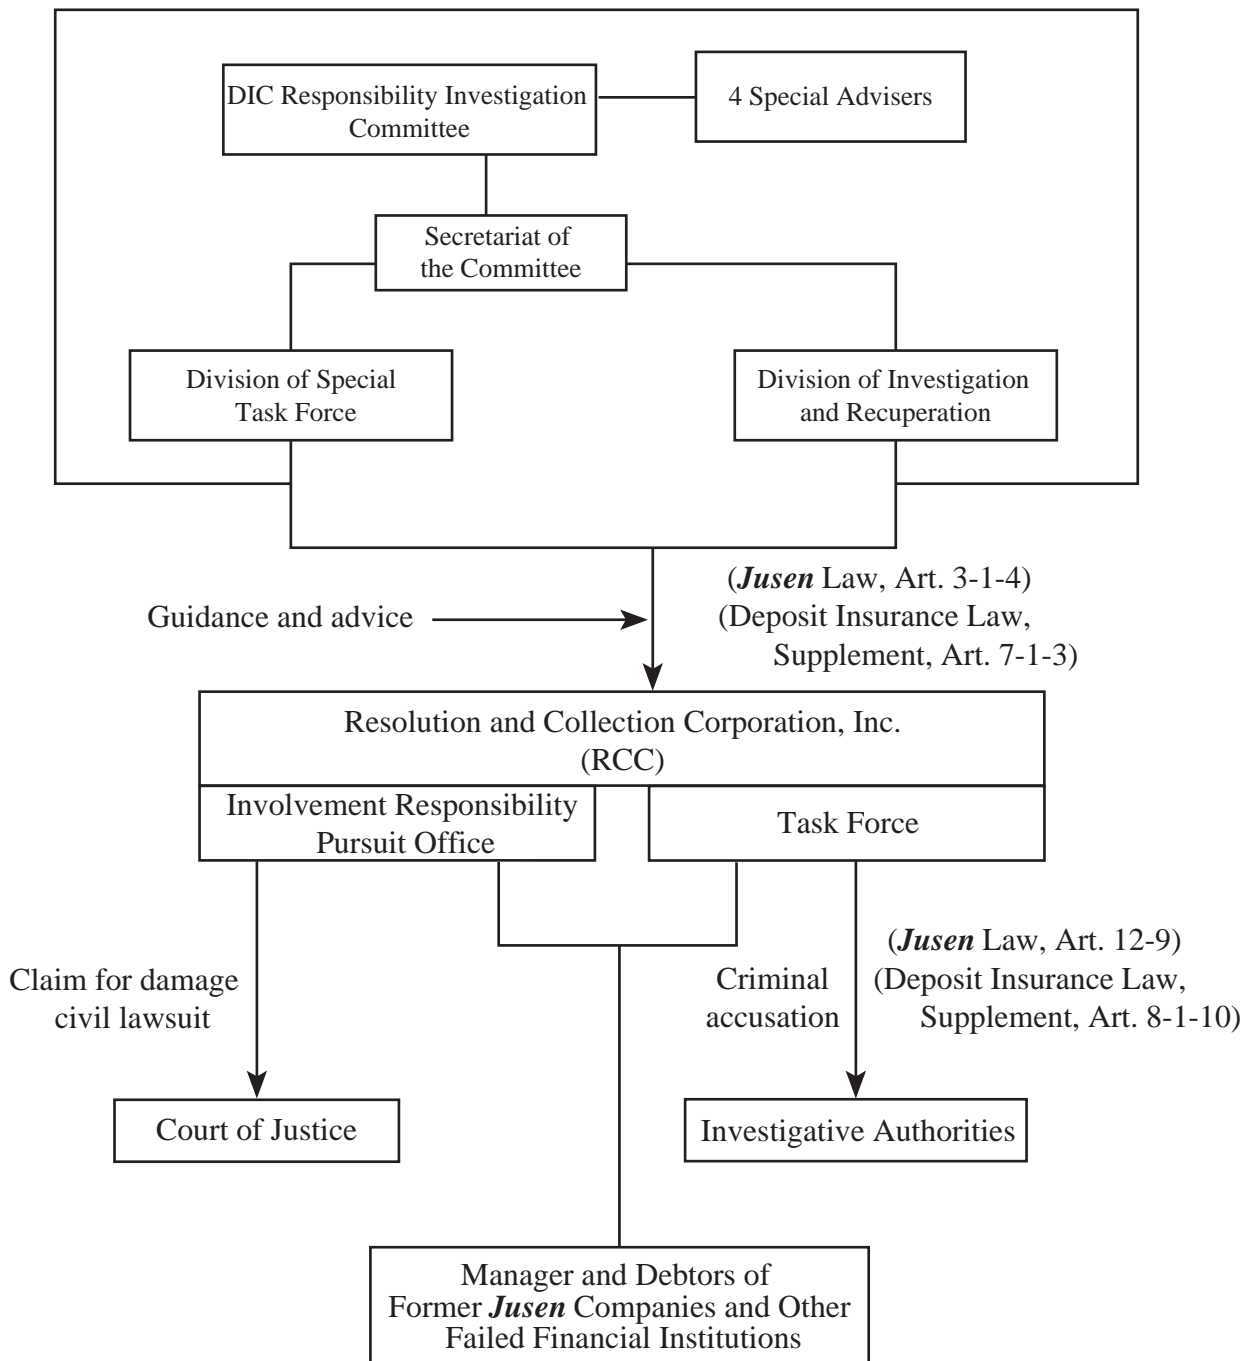 DIC Responsibility Investigation
Committee
4 Special Advisers
Secretariat of
the Committee
Division of Special
Task Force
Division of Investigation
and Recuperation
Guidance and advice
(Jusen Law, Art. 3-1-4)
(Deposit Insurance Law,
Supplement, Art. 7-1-3)
Resolution and Collection Corporation, Inc.
(RCC)
Involvement Responsibility
Pursuit Office
Task Force
Claim for damage
civil lawsuit
Criminal
accusation
(Jusen Law, Art. 12-9)
(Deposit Insurance Law,
Supplement, Art. 8-1-10)
Court of Justice
Investigative Authorities
Manager and Debtors of
Former Jusen Companies and Other
Failed Financial Institutions